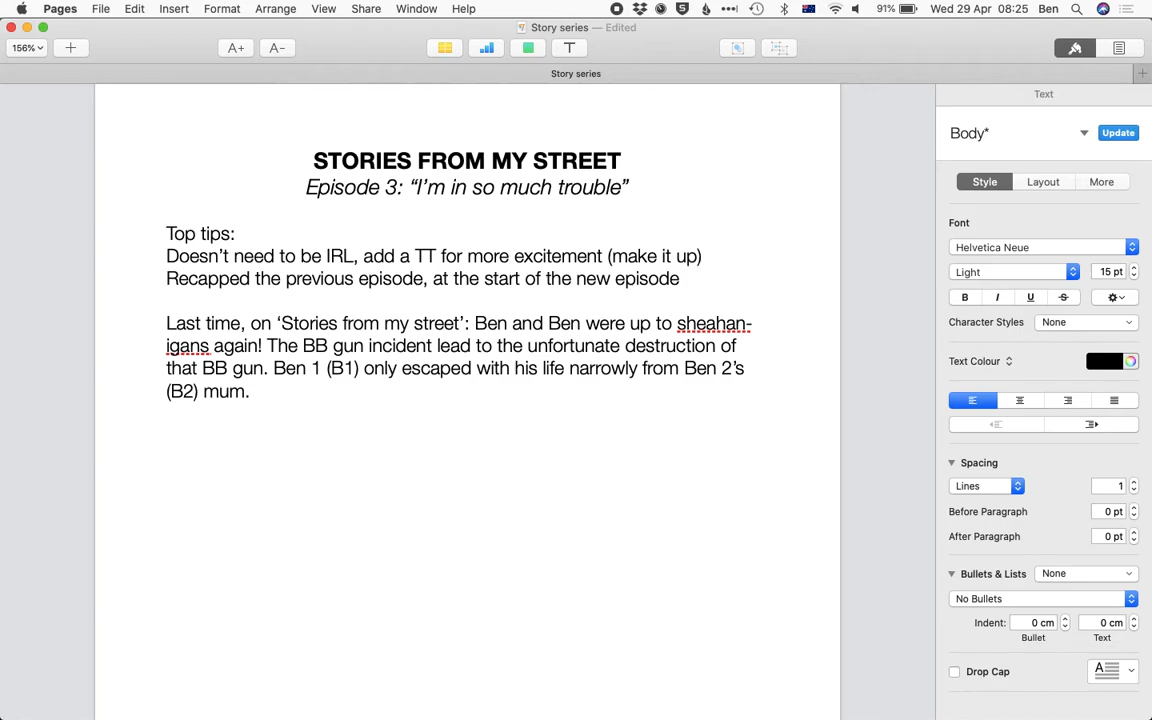 Pages File Edit Insert Format Arrange View Share Window Help 91% Wed 29 Apr 08:25 Ben
Story series — Edited
156% A+ A− T
Story series
Text
Body* Update
Style Layout More
Font
Helvetica Neue
Light 15 pt
B I U S
Character Styles None
Text Colour
Spacing
Lines 1
Before Paragraph 0 pt
After Paragraph 0 pt
Bullets & Lists None
No Bullets
Indent: 0 cm 0 cm
Bullet Text
Drop Cap A
STORIES FROM MY STREET
Episode 3: “I’m in so much trouble”
Top tips:
Doesn’t need to be IRL, add a TT for more excitement (make it up)
Recapped the previous episode, at the start of the new episode
Last time, on ‘Stories from my street’: Ben and Ben were up to sheahan-
igans again! The BB gun incident lead to the unfortunate destruction of
that BB gun. Ben 1 (B1) only escaped with his life narrowly from Ben 2’s
(B2) mum.